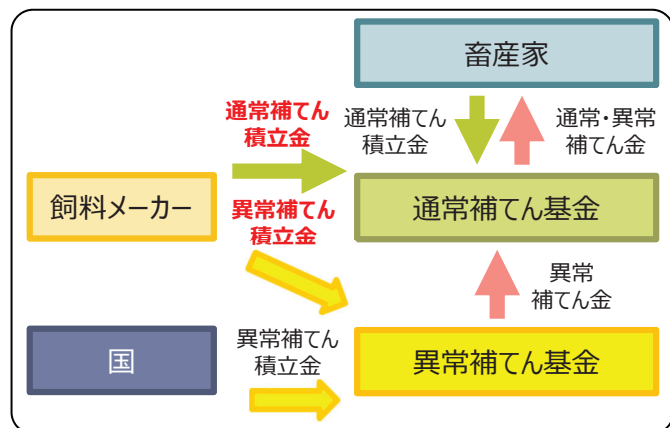 畜産家
通常補てん
積立金
通常補てん
積立金
通常・異常
補てん金
飼料メーカー
異常補てん
積立金
通常補てん基金
異常
補てん金
国
異常補てん
積立金
異常補てん基金